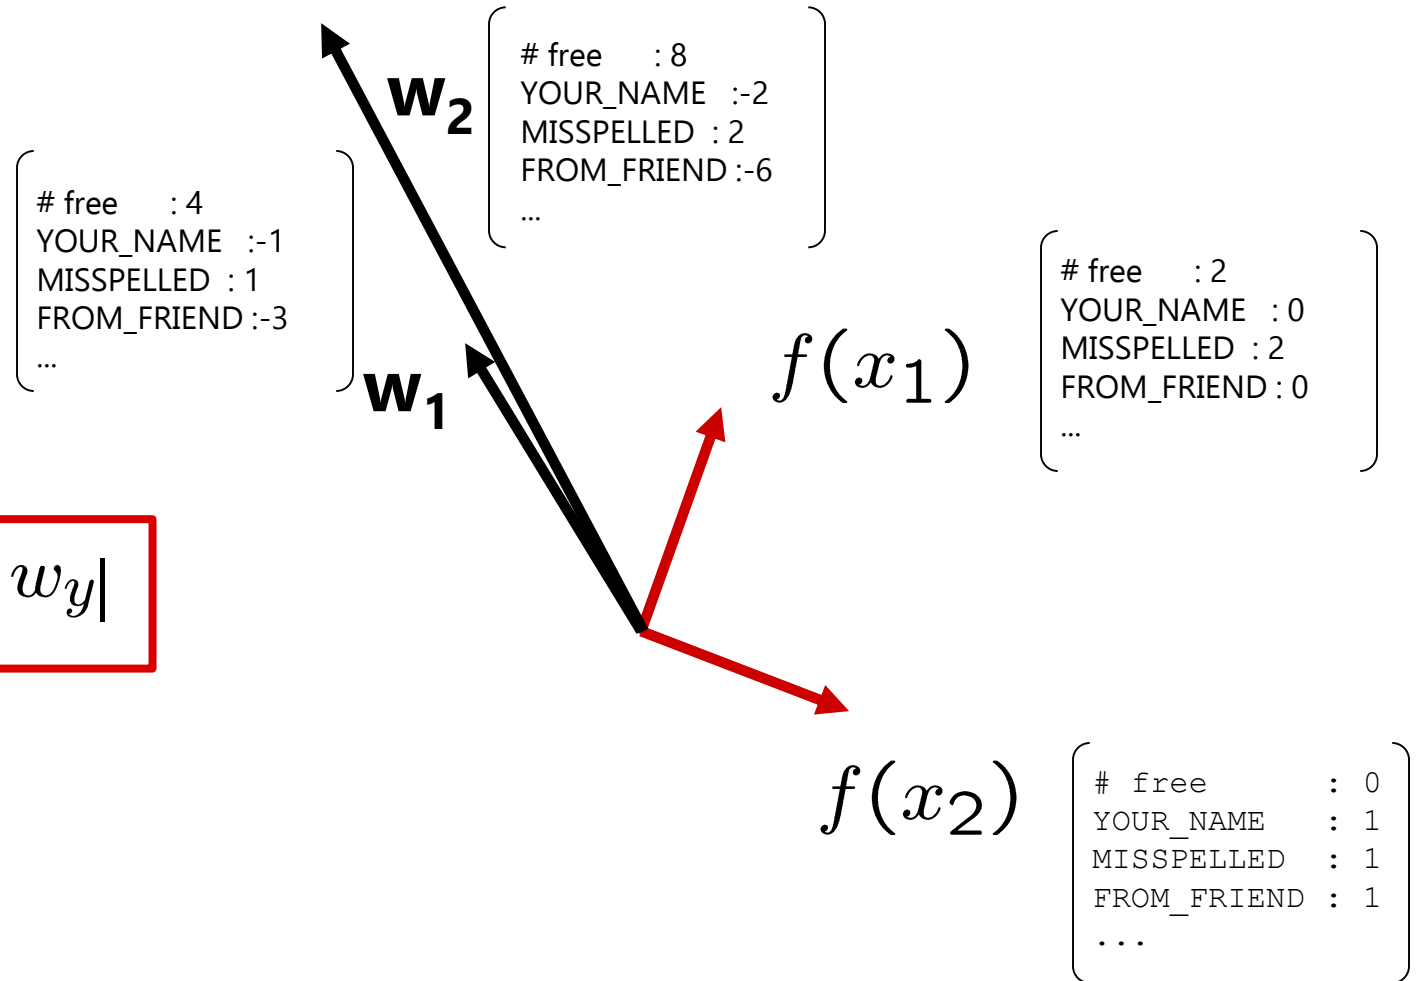 # free : 8
YOUR_NAME :-2
MISSPELLED : 2
FROM_FRIEND :-6
...
w₂
# free : 4
YOUR_NAME :-1
MISSPELLED : 1
FROM_FRIEND :-3
...
w₁
f(x₁)
# free : 2
YOUR_NAME : 0
MISSPELLED : 2
FROM_FRIEND : 0
...
w_y|
f(x₂)
# free : 0
YOUR_NAME : 1
MISSPELLED : 1
FROM_FRIEND : 1
...